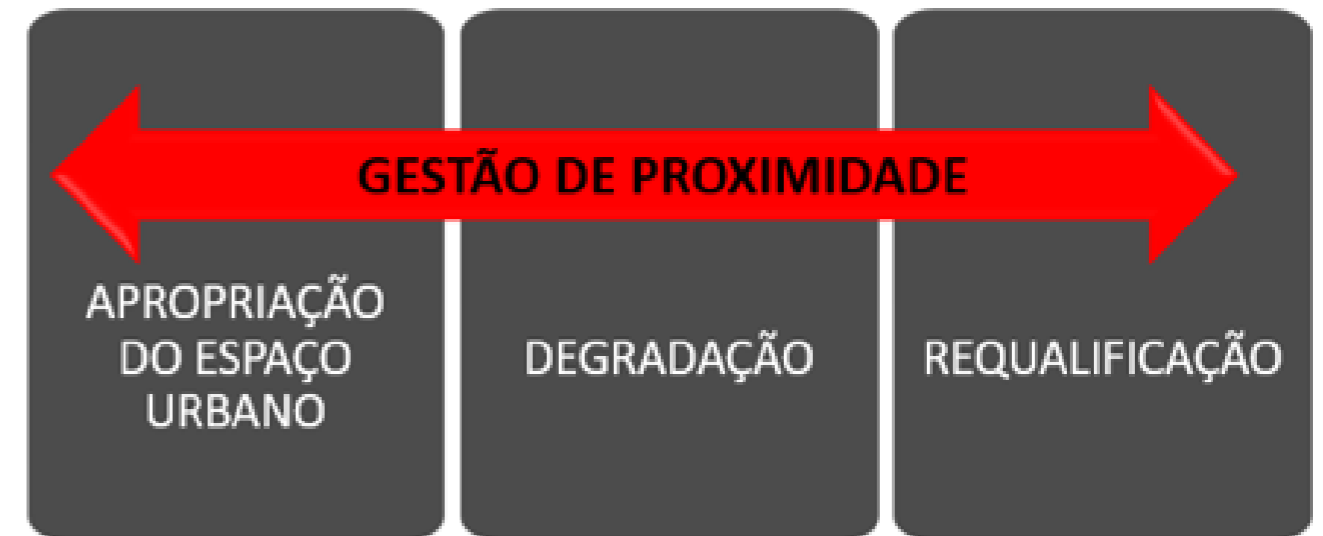 GESTÃO DE PROXIMIDADE
APROPRIAÇÃO
DO ESPAÇO
URBANO
DEGRADAÇÃO
REQUALIFICAÇÃO